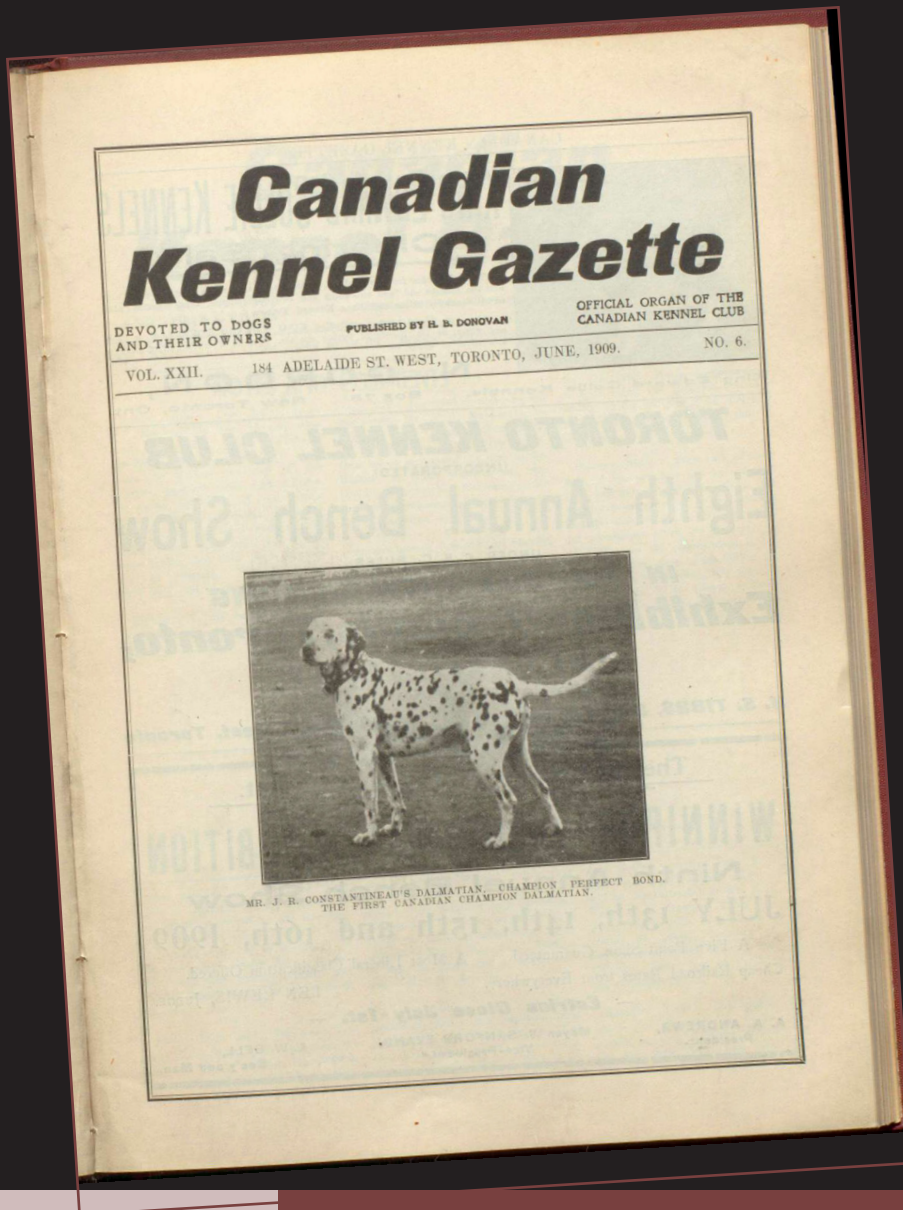 Canadian
Kennel Gazette
DEVOTED TO DOGS
AND THEIR OWNERS
PUBLISHED BY H. B. DONOVAN
OFFICIAL ORGAN OF THE
CANADIAN KENNEL CLUB
VOL. XXII. 184 ADELAIDE ST. WEST, TORONTO, JUNE, 1909. NO. 6.
MR. J. R. CONSTANTINEAU'S DALMATIAN, CHAMPION PERFECT BOND.
THE FIRST CANADIAN CHAMPION DALMATIAN.